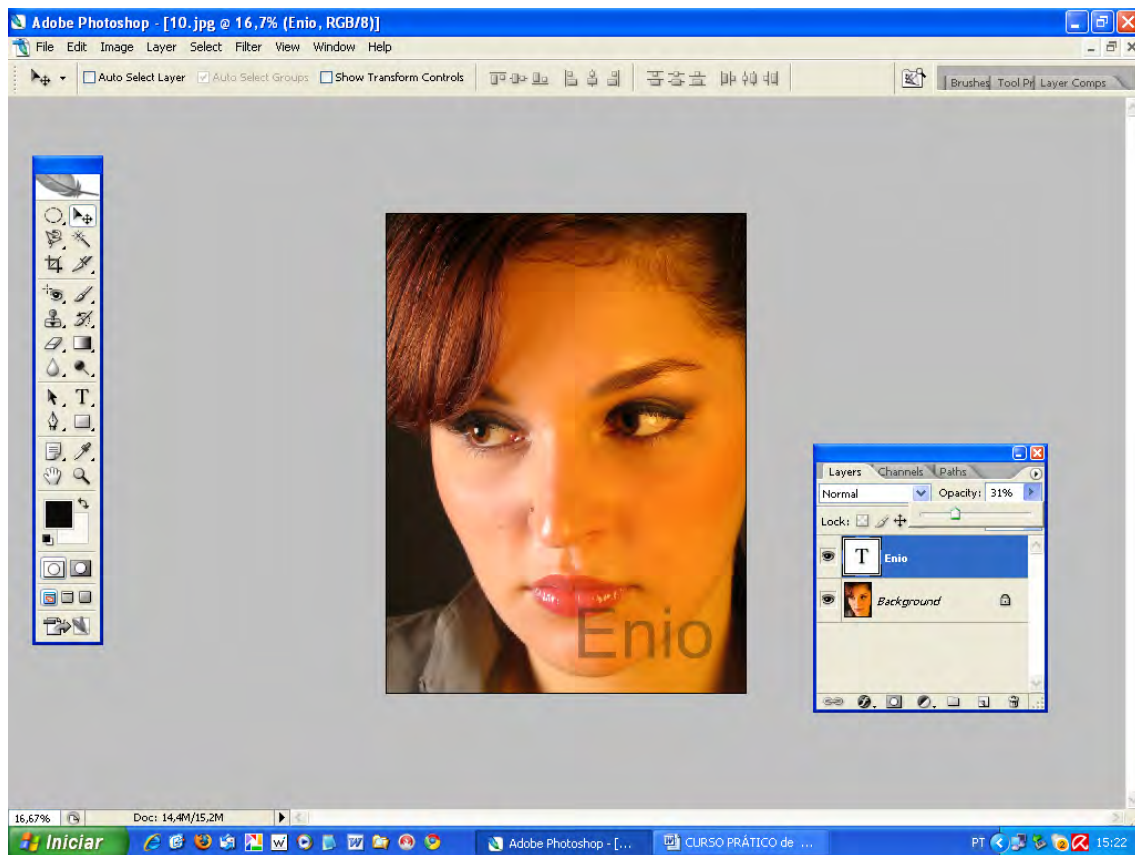 Adobe Photoshop - [10.jpg @ 16,7% (Enio, RGB/8)]
File Edit Image Layer Select Filter View Window Help
Auto Select Layer Auto Select Groups Show Transform Controls
Brushes Tool Pr Layer Comps
T
Layers Channels Paths
Normal Opacity: 31%
Lock:
T Enio
Background
Enio
16,67% Doc: 14,4M/15,2M
Iniciar Adobe Photoshop - [... CURSO PRÁTICO de ... PT 15:22